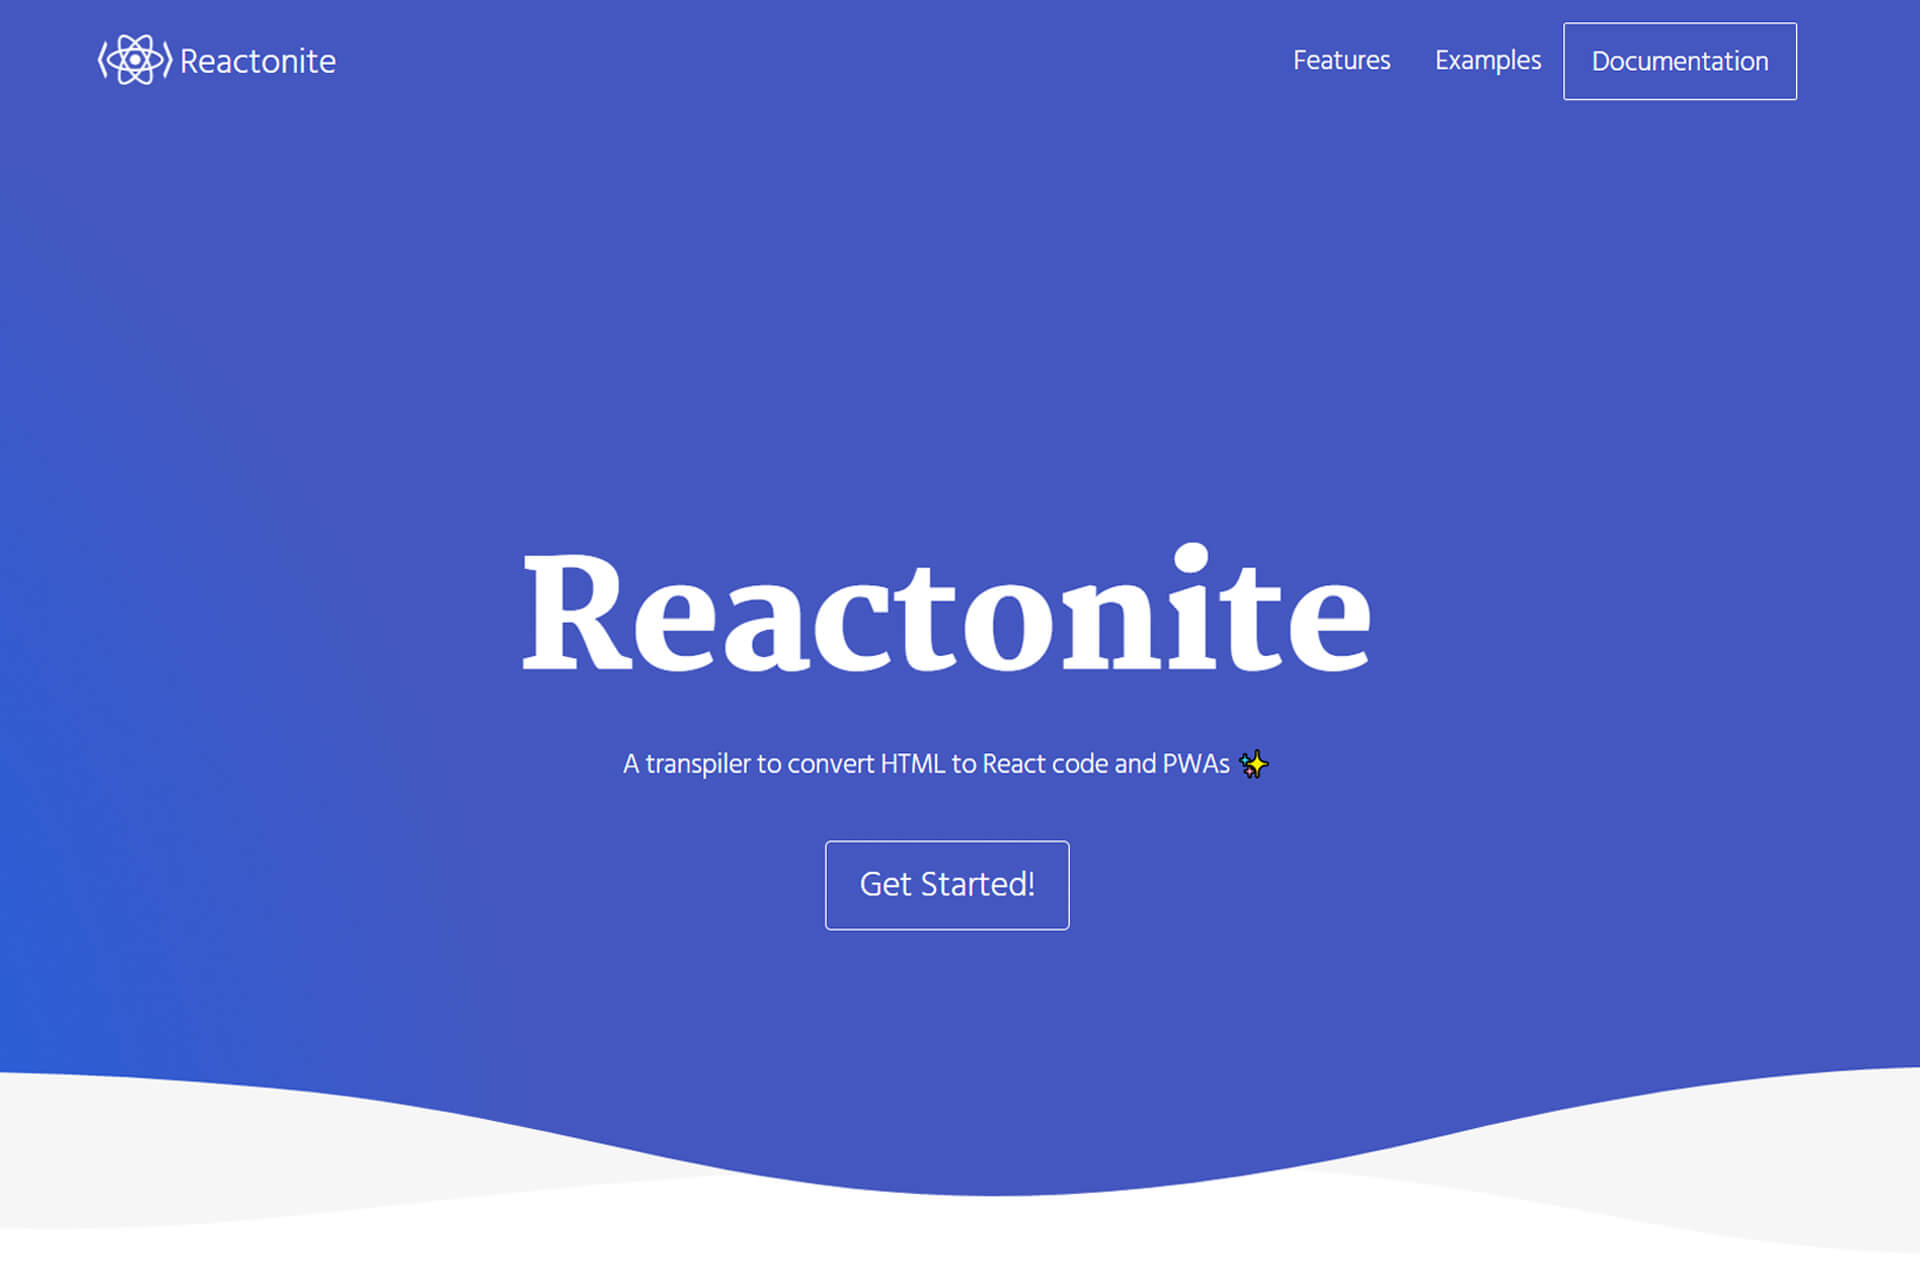 Reactonite
Features Examples Documentation
Reactonite
A transpiler to convert HTML to React code and PWAs ✨
Get Started!